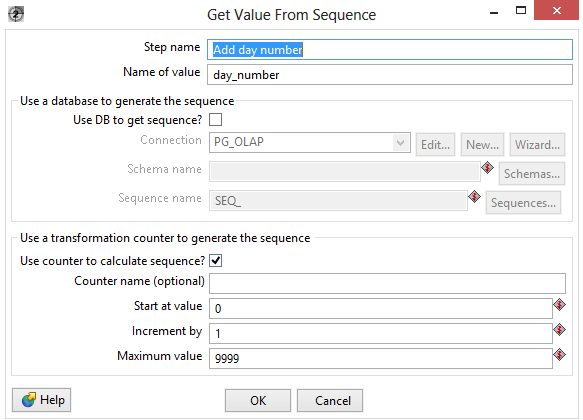 Get Value From Sequence
Step name Add day number
Name of value day_number
Use a database to generate the sequence
Use DB to get sequence?
Connection PG_OLAP Edit... New... Wizard...
Schema name Schemas...
Sequence name SEQ_ Sequences...
Use a transformation counter to generate the sequence
Use counter to calculate sequence?
Counter name (optional)
Start at value 0
Increment by 1
Maximum value 9999
Help OK Cancel